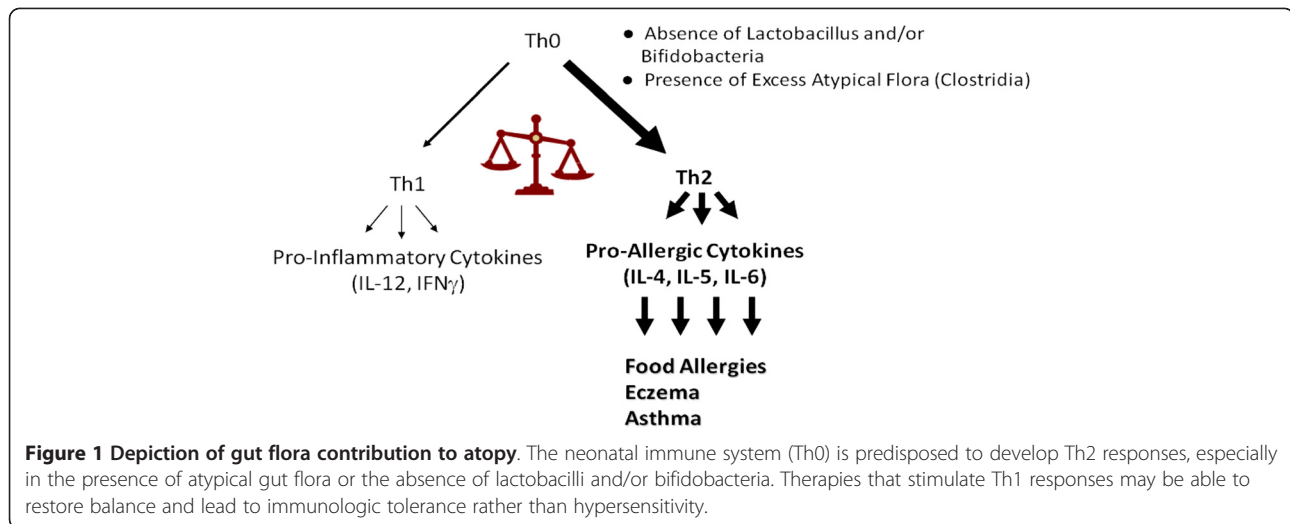 Th0
● Absence of Lactobacillus and/or
Bifidobacteria
● Presence of Excess Atypical Flora (Clostridia)
Th1
Th2
Pro-Inflammatory Cytokines
(IL-12, IFNγ)
Pro-Allergic Cytokines
(IL-4, IL-5, IL-6)
Food Allergies
Eczema
Asthma
Figure 1 Depiction of gut flora contribution to atopy. The neonatal immune system (Th0) is predisposed to develop Th2 responses, especially
in the presence of atypical gut flora or the absence of lactobacilli and/or bifidobacteria. Therapies that stimulate Th1 responses may be able to
restore balance and lead to immunologic tolerance rather than hypersensitivity.